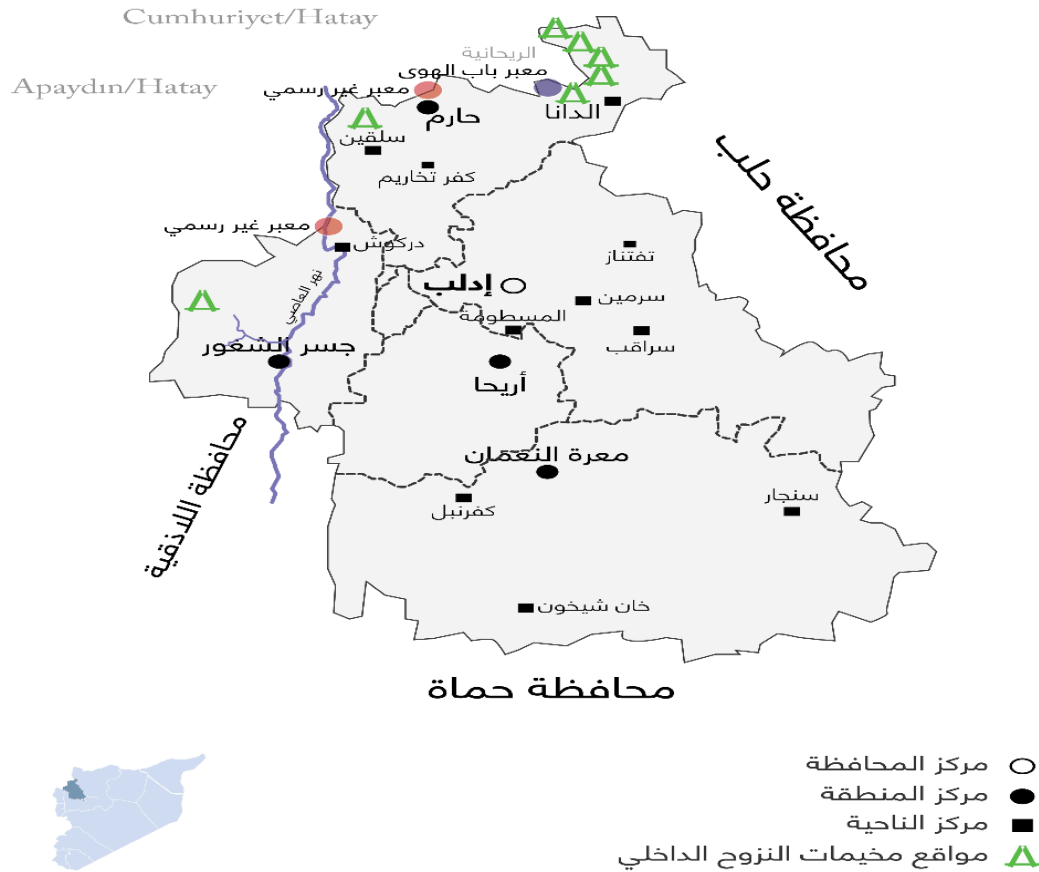 Cumhuriyet/Hatay
الريحانية
معبر باب الهوى
Apaydın/Hatay
معبر غير رسمي
حارم
الدانا
سلقين
كفر تخاريم
محافظة حلب
معبر غير رسمي
دركوش
تفتناز
إدلب
نهر العاصي
سرمين
المسطومة
سراقب
جسر الشغور
أريحا
محافظة اللاذقية
معرة النعمان
كفرنبل
سنجار
خان شيخون
محافظة حماة
مركز المحافظة
مركز المنطقة
مركز الناحية
مواقع مخيمات النزوح الداخلي